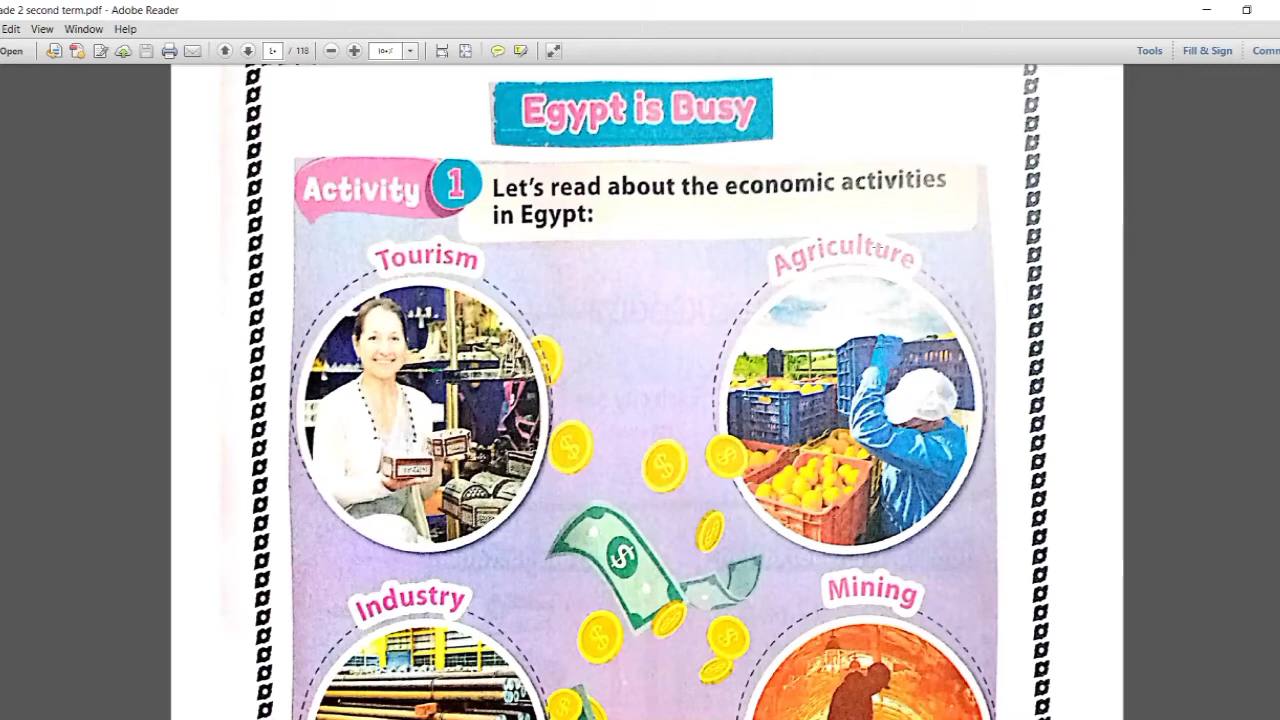 ade 2 second term.pdf - Adobe Reader
Edit View Window Help
Open / 118
Tools Fill & Sign Comm
Egypt is Busy
Activity 1 Let's read about the economic activities
in Egypt:
Tourism
Agriculture
Industry
Mining